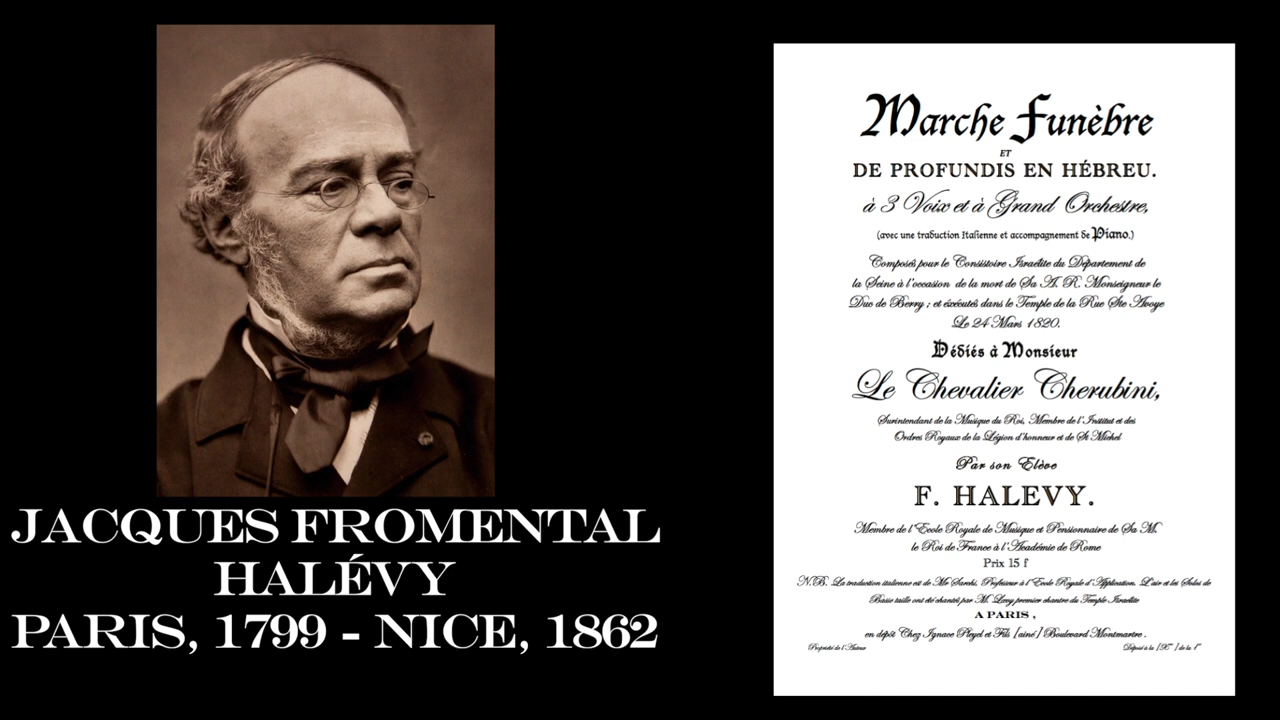 JACQUES FROMENTAL
HALÉVY
PARIS, 1799 - NICE, 1862
Marche Funèbre
ET
DE PROFUNDIS EN HÉBREU.
à 3 Voix et à Grand Orchestre,
(avec une traduction Italienne et accompagnement de Piano.)
Composés pour le Consistoire Israélite du Département de
la Seine à l'occasion de la mort de Sa A. R. Monseigneur le
Duc de Berry ; et éxécutés dans le Temple de la Rue Ste Avoye
Le 24 Mars 1820.
Dédiés à Monsieur
Le Chevalier Cherubini,
Surintendant de la Musique du Roi, Membre de l'Institut et des
Ordres Royaux de la Légion d'honneur et de St Michel
Par son Elève
F. HALEVY.
Membre de l'Ecole Royale de Musique et Pensionnaire de Sa M.
le Roi de France à l'Académie de Rome
Prix 15 f
N.B. La traduction italienne est de Mr Sarchi, Professeur à l'Ecole Royale d'Application. L'air et les Solos de
Basse taille ont été chantés par M. Lovy premier chantre du Temple Israélite
A PARIS ,
en dépôt Chez Ignace Pleyel et Fils [ainé] Boulevard Montmartre .
Propriété de l'Auteur
Déposé à la